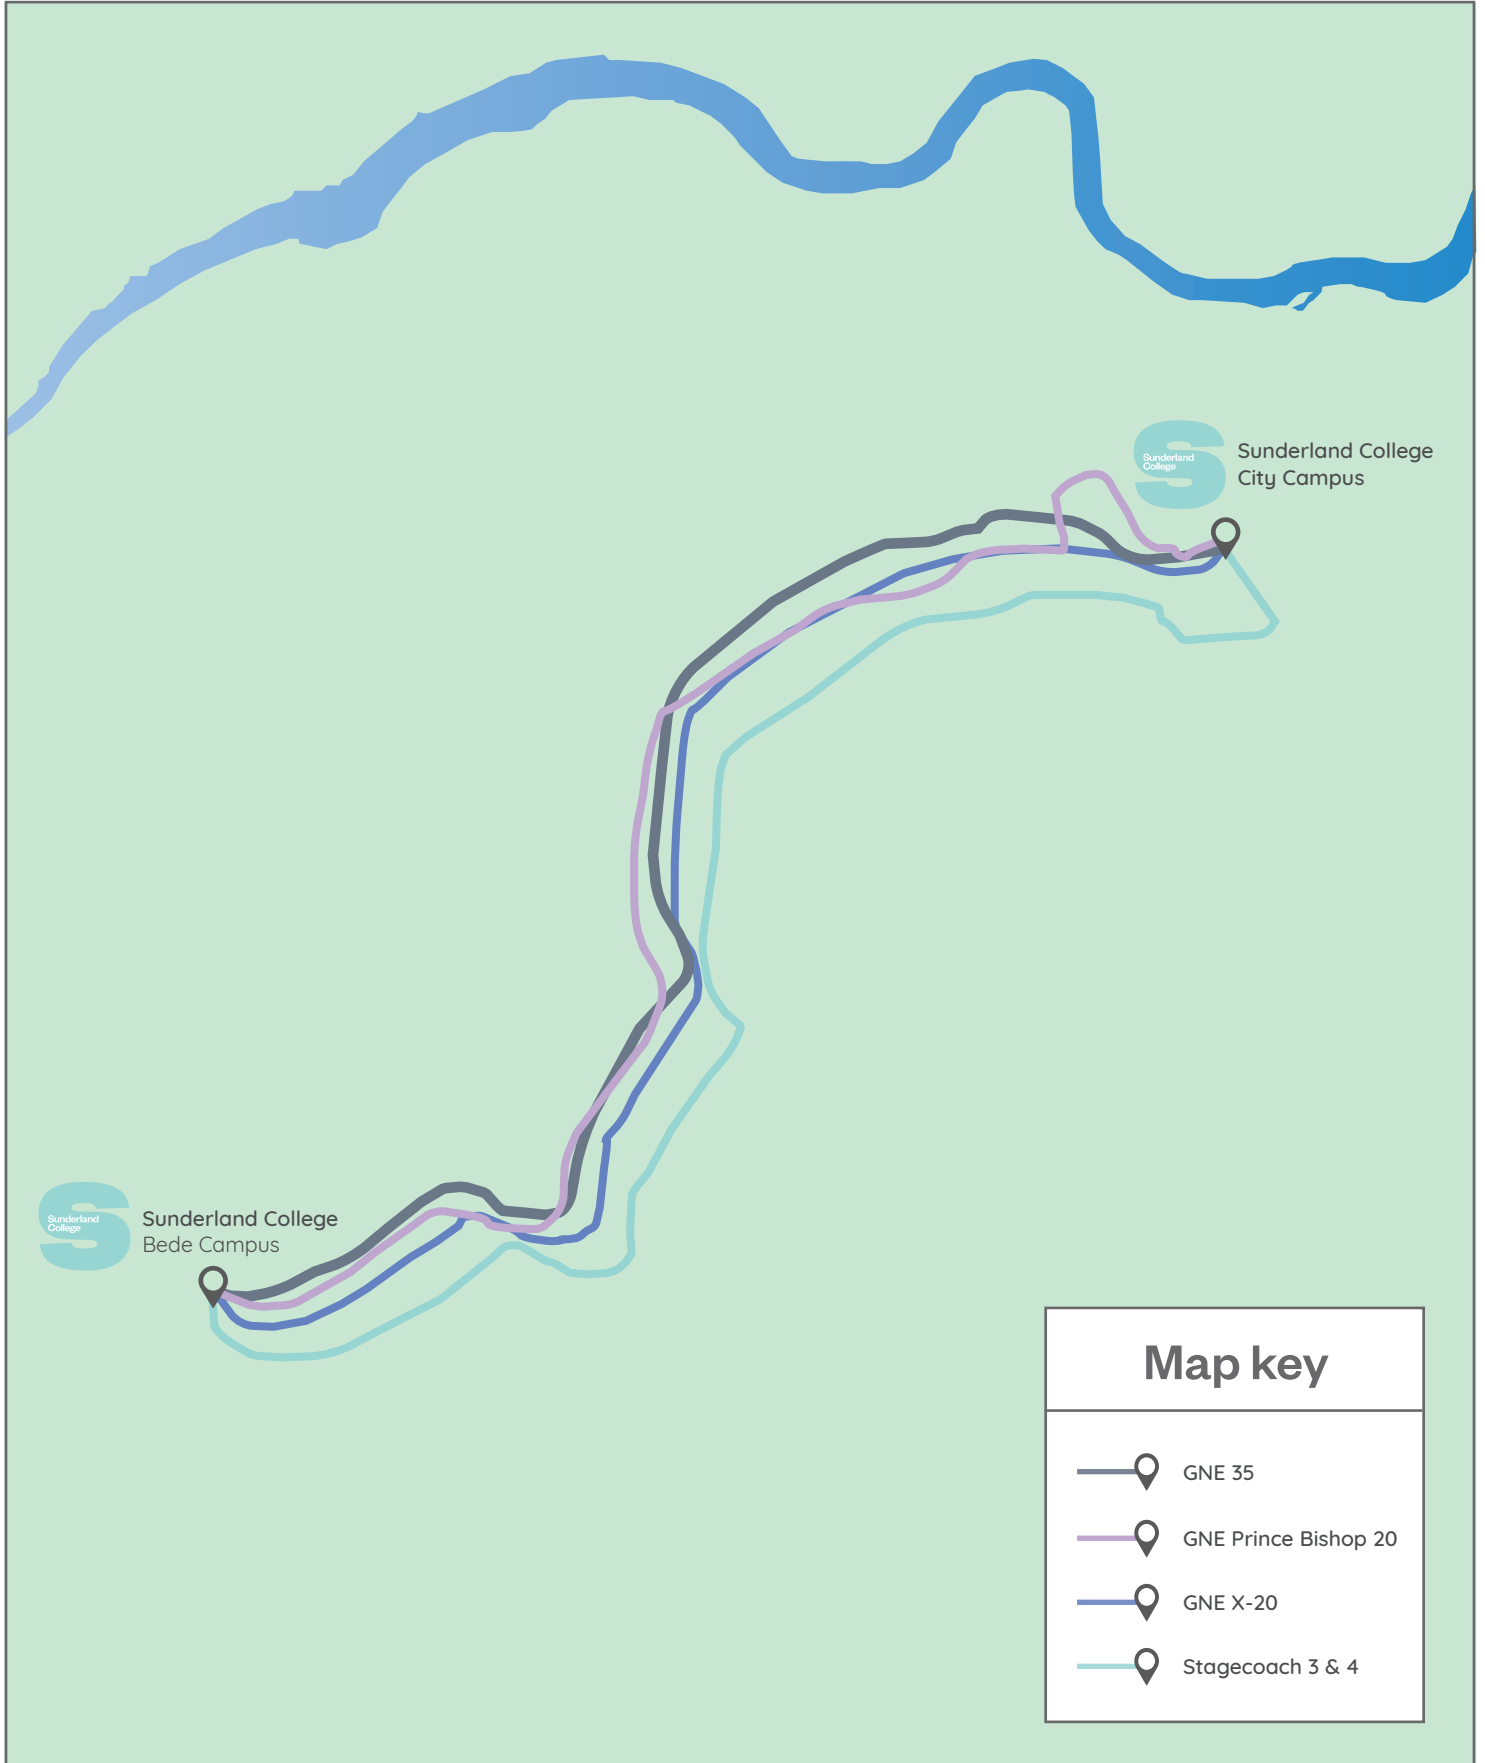 Sunderland
College
Sunderland College
City Campus
Sunderland
College
Sunderland College
Bede Campus
Map key
GNE 35
GNE Prince Bishop 20
GNE X-20
Stagecoach 3 & 4